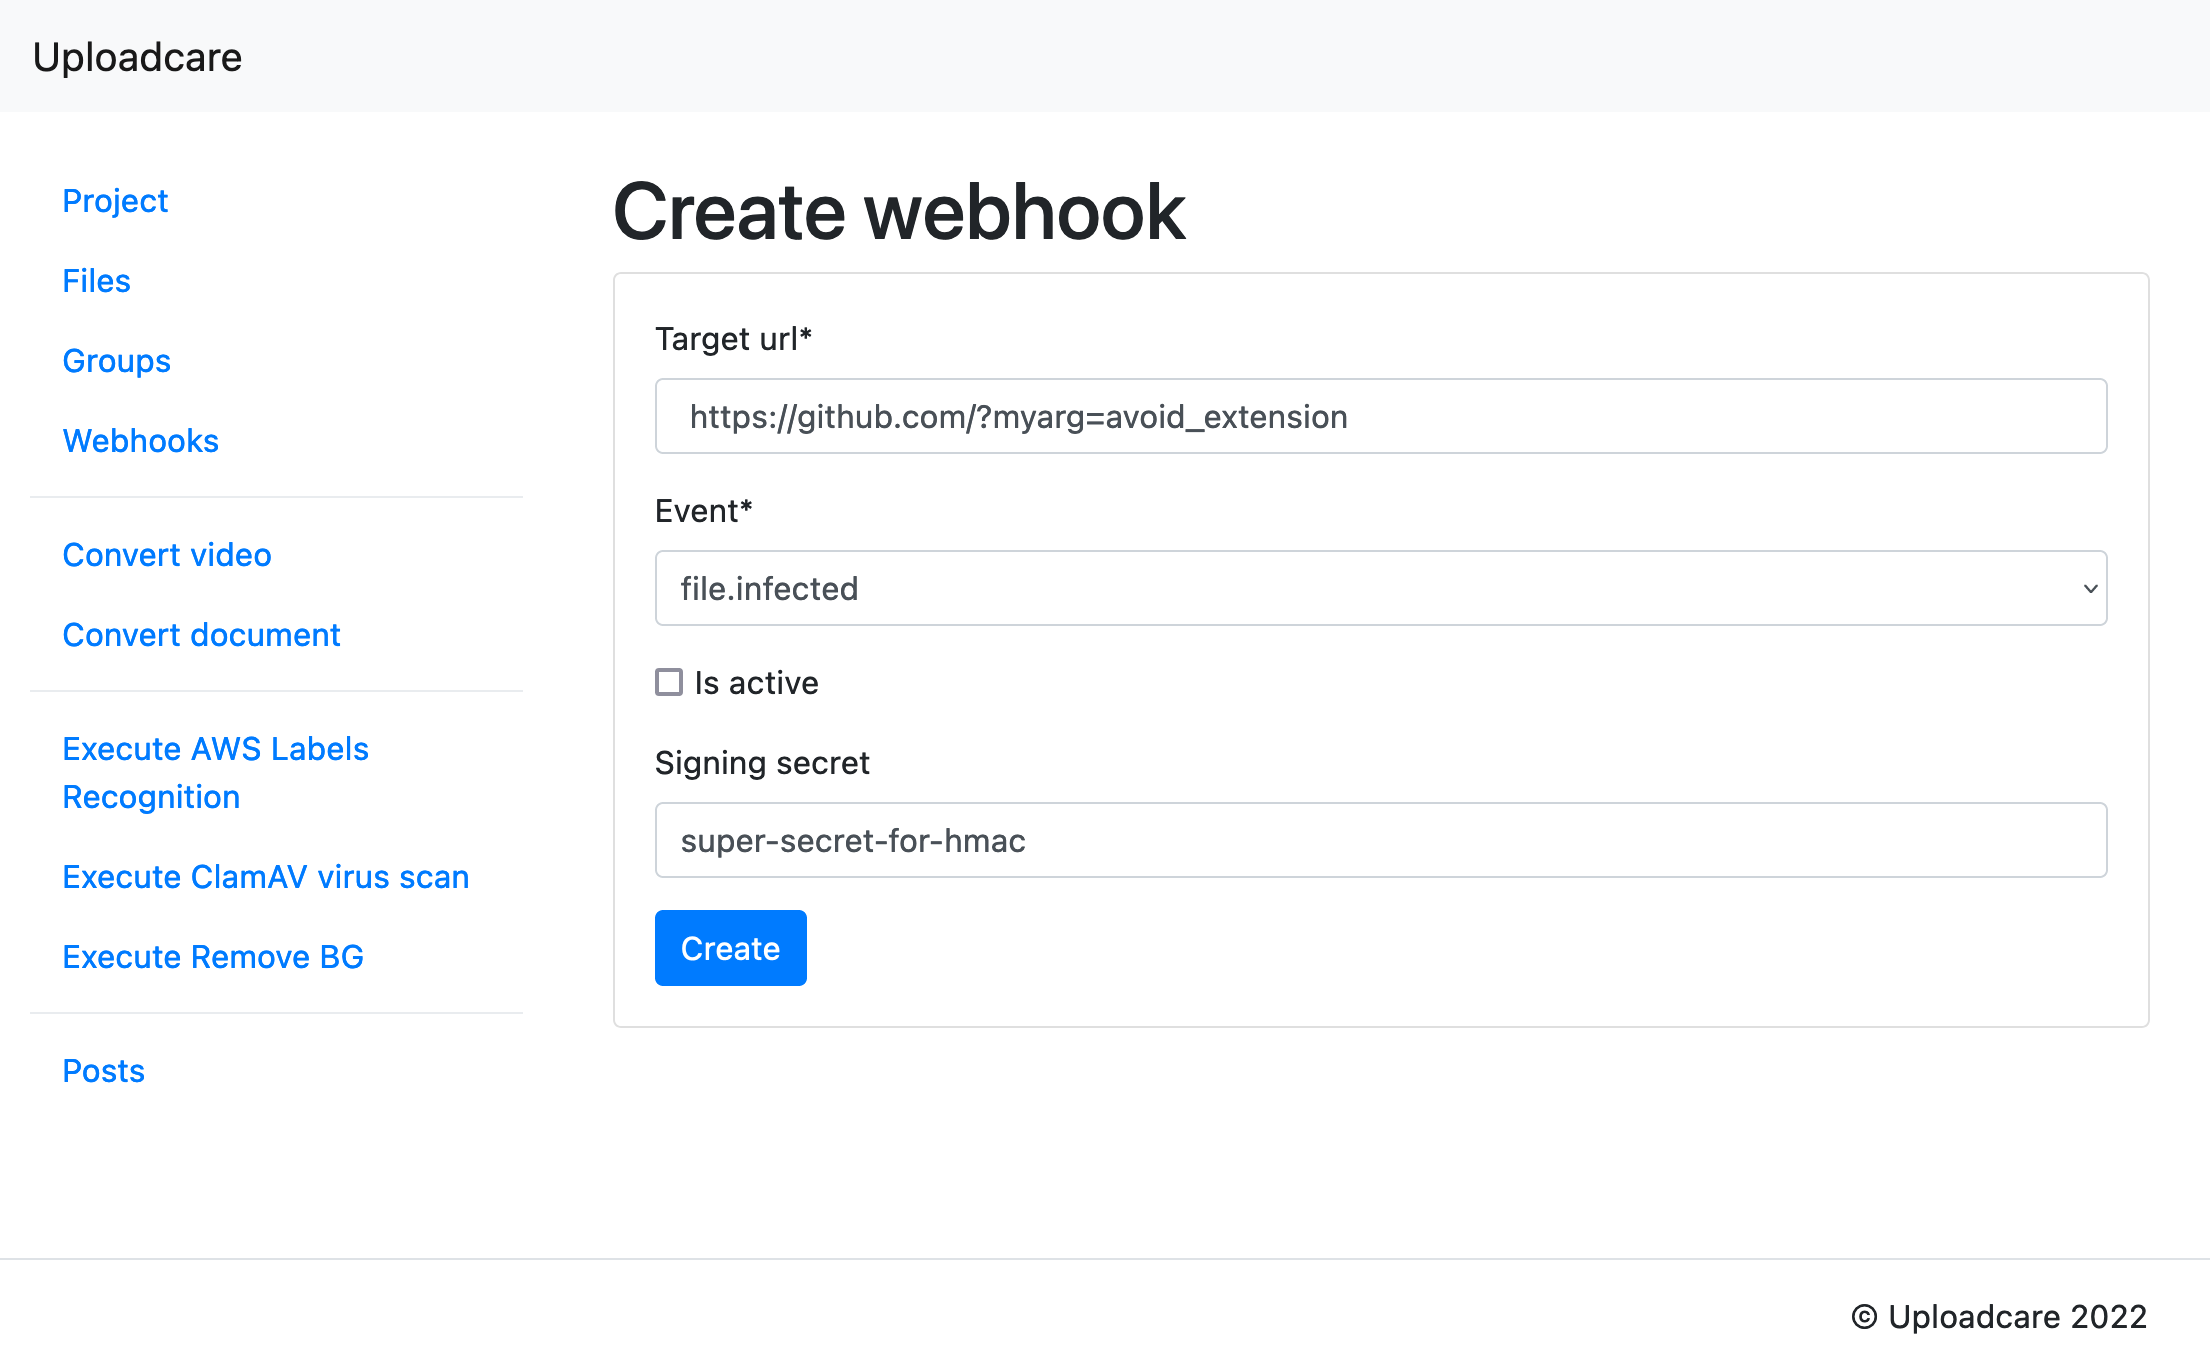 Uploadcare
Project
Files
Groups
Webhooks
Convert video
Convert document
Execute AWS Labels
Recognition
Execute ClamAV virus scan
Execute Remove BG
Posts
Create webhook
Target url*
https://github.com/?myarg=avoid_extension
Event*
file.infected
Is active
Signing secret
super-secret-for-hmac
Create
© Uploadcare 2022